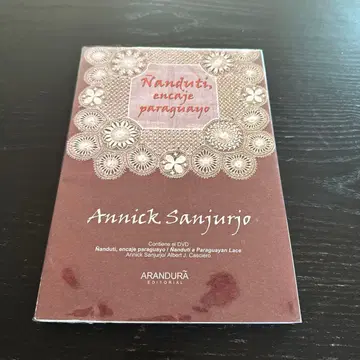 Ñanduti,
encaje
paraguayo
Annick Sanjurjo
Contiene el DVD
Ñanduti, encaje paraguayo / Ñanduti a Paraguayan Lace
Annick Sanjurjo/ Albert J. Casciero
ARANDURÃ
EDITORIAL